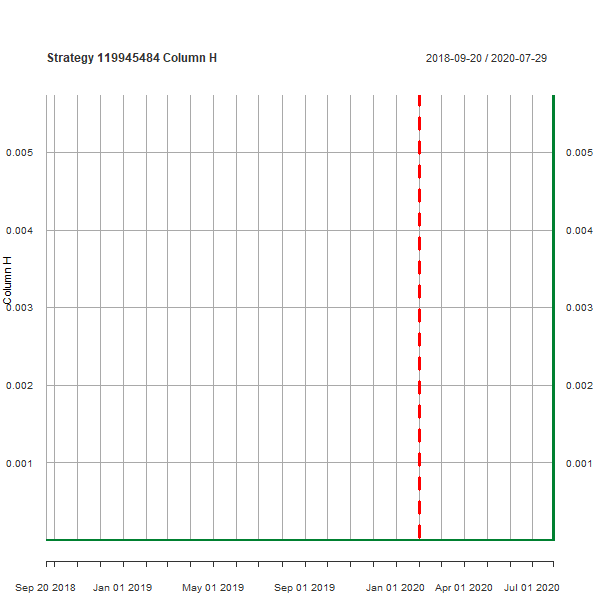 Strategy 119945484 Column H
2018-09-20 / 2020-07-29
0.005
0.005
0.004
0.004
Column H
0.003
0.003
0.002
0.002
0.001
0.001
Sep 20 2018
Jan 01 2019
May 01 2019
Sep 01 2019
Jan 01 2020
Apr 01 2020
Jul 01 2020